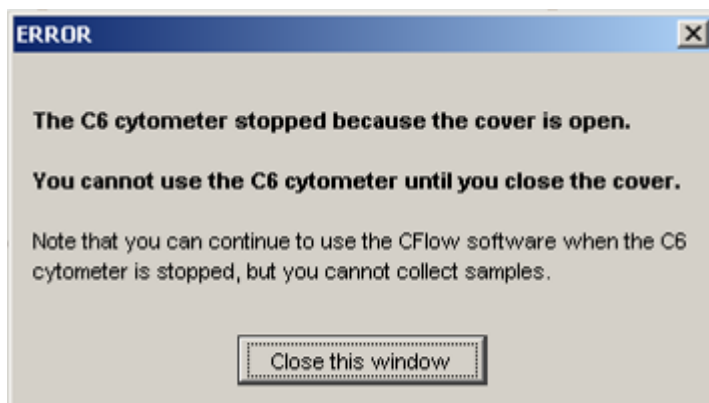 ERROR
The C6 cytometer stopped because the cover is open.
You cannot use the C6 cytometer until you close the cover.
Note that you can continue to use the CFlow software when the C6
cytometer is stopped, but you cannot collect samples.
Close this window